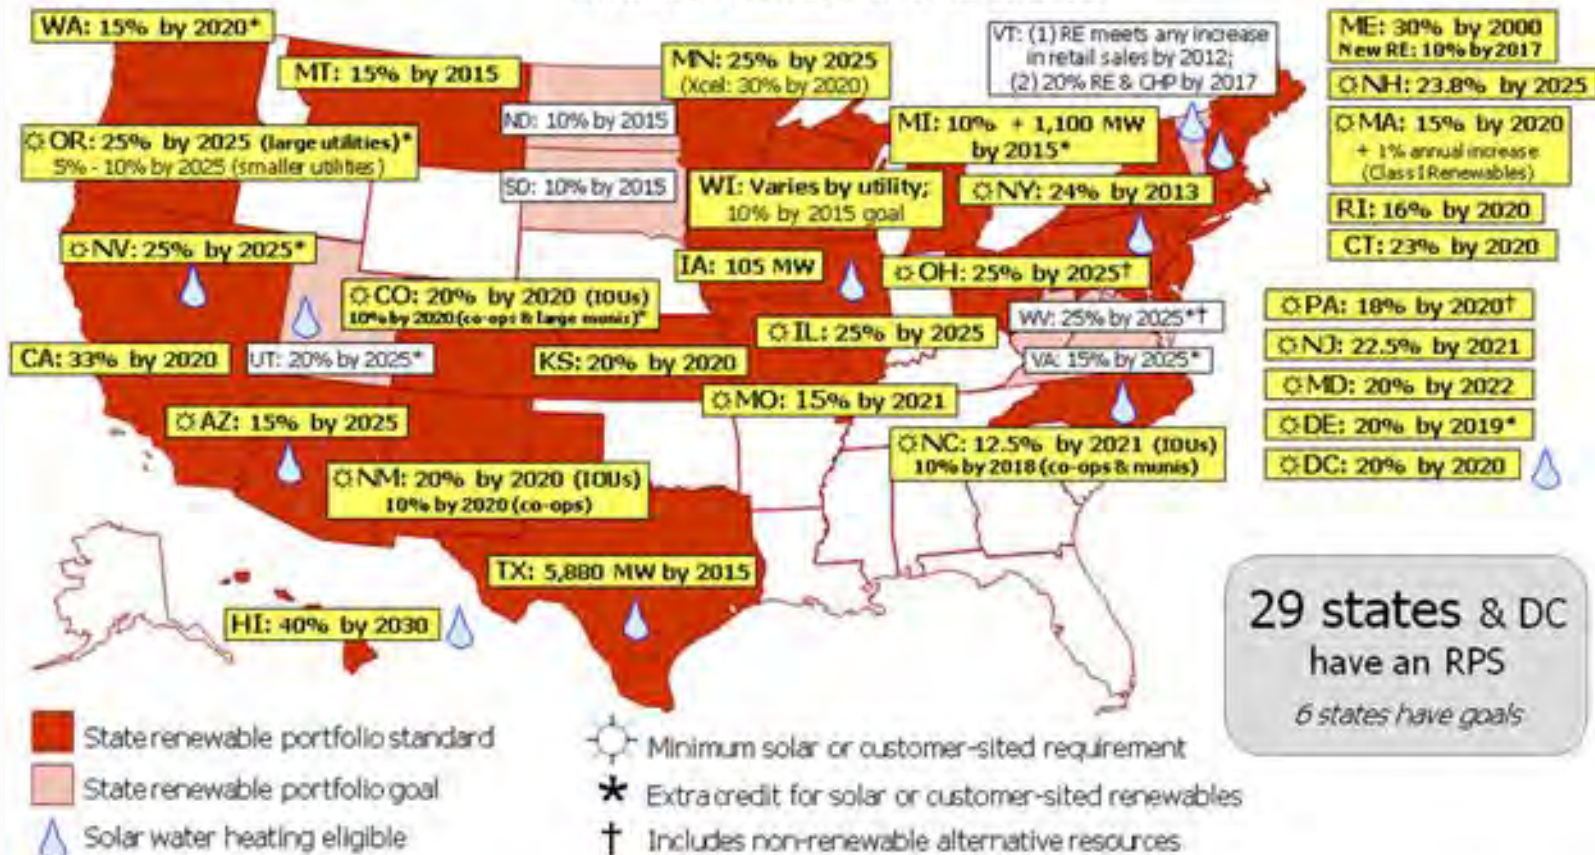 WA: 15% by 2020*
MT: 15% by 2015
MN: 25% by 2025
(Xcel: 30% by 2020)
VT: (1) RE meets any increase
in retail sales by 2012;
(2) 20% RE & CHP by 2017
ME: 30% by 2000
New RE: 10% by 2017
☼NH: 23.8% by 2025
☼MA: 15% by 2020
+ 1% annual increase
(Class I Renewables)
RI: 16% by 2020
CT: 23% by 2020
ND: 10% by 2015
MI: 10% + 1,100 MW
by 2015*
☼OR: 25% by 2025 (large utilities)*
5% - 10% by 2025 (smaller utilities)
SD: 10% by 2015
WI: Varies by utility;
10% by 2015 goal
☼NY: 24% by 2013
☼NV: 25% by 2025*
IA: 105 MW
☼OH: 25% by 2025†
☼CO: 20% by 2020 (IOUs)
10% by 2020 (co-ops & large munis)*
☼PA: 18% by 2020†
☼NJ: 22.5% by 2021
☼MD: 20% by 2022
☼DE: 20% by 2019*
☼DC: 20% by 2020
WV: 25% by 2025*†
☼IL: 25% by 2025
CA: 33% by 2020
UT: 20% by 2025*
KS: 20% by 2020
VA: 15% by 2025*
☼MO: 15% by 2021
☼AZ: 15% by 2025
☼NC: 12.5% by 2021 (IOUs)
10% by 2018 (co-ops & munis)
☼NM: 20% by 2020 (IOUs)
10% by 2020 (co-ops)
TX: 5,880 MW by 2015
HI: 40% by 2030
29 states & DC
have an RPS
6 states have goals
State renewable portfolio standard
State renewable portfolio goal
Solar water heating eligible
Minimum solar or customer-sited requirement
* Extra credit for solar or customer-sited renewables
† Includes non-renewable alternative resources